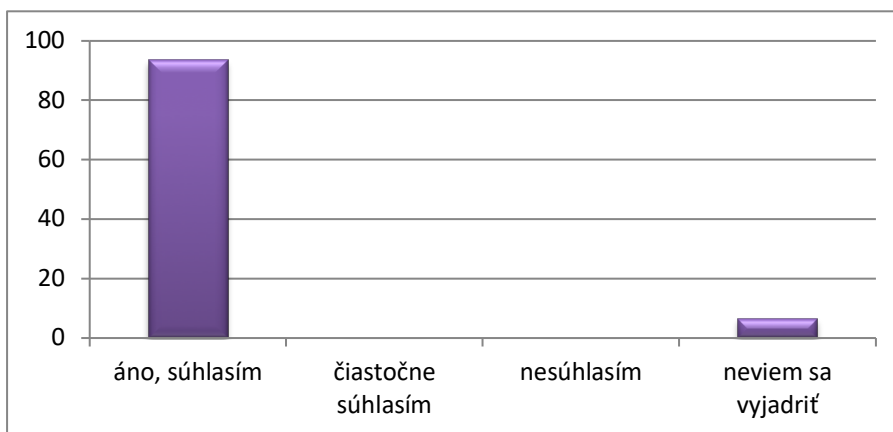 100
80
60
40
20
0
áno, súhlasím
čiastočne
súhlasím
nesúhlasím
neviem sa
vyjadriť